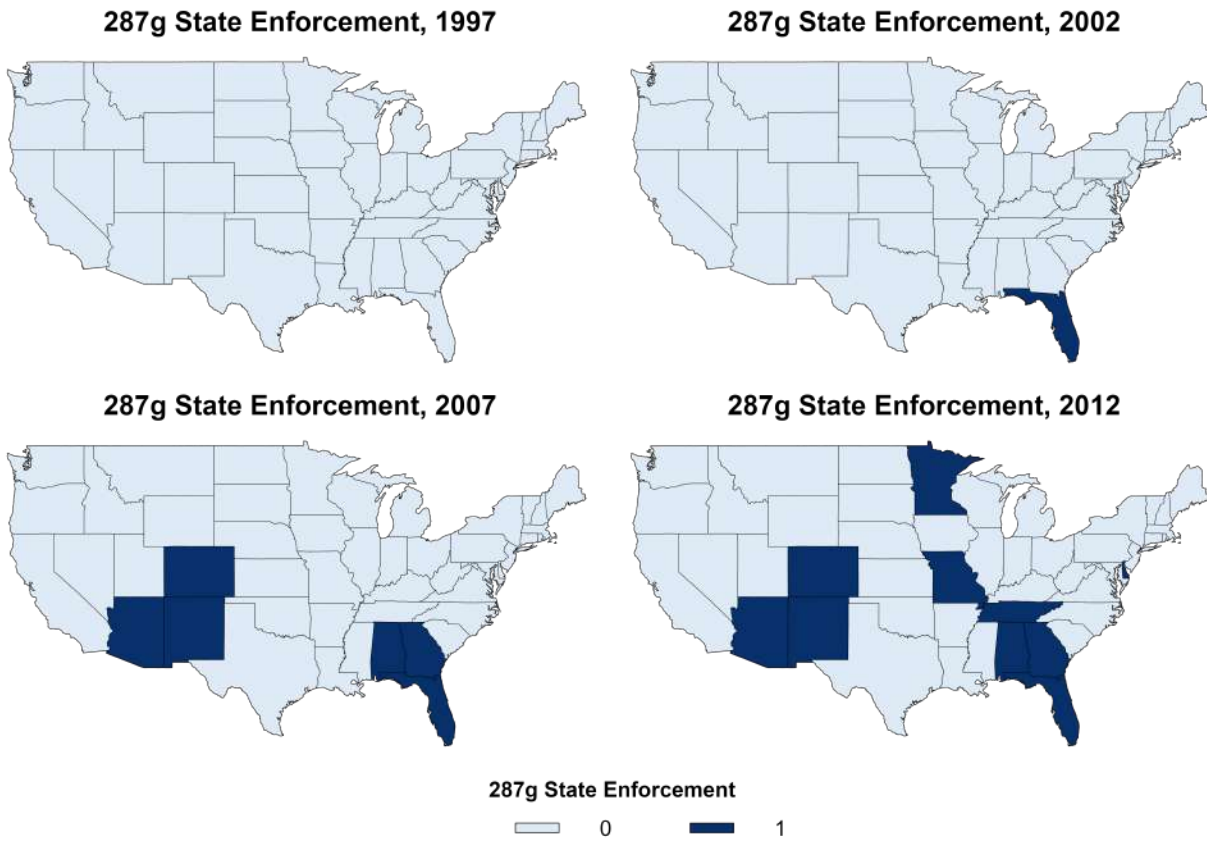 287g State Enforcement, 1997
287g State Enforcement, 2002
287g State Enforcement, 2007
287g State Enforcement, 2012
287g State Enforcement
0 1